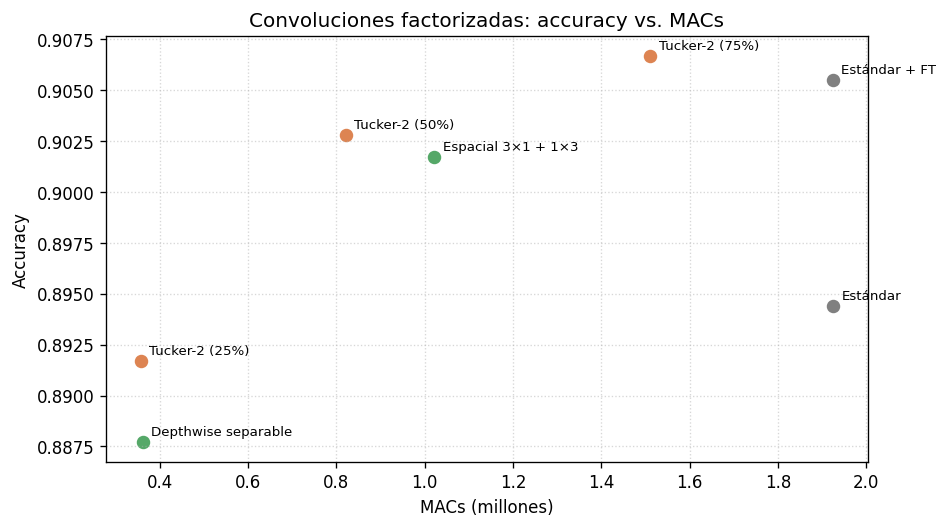 Convoluciones factorizadas: accuracy vs. MACs
0.9075
0.9050
0.9025
0.9000
0.8975
0.8950
0.8925
0.8900
0.8875
Accuracy
Tucker-2 (75%)
Estándar + FT
Tucker-2 (50%)
Espacial 3×1 + 1×3
Estándar
Tucker-2 (25%)
Depthwise separable
0.4 0.6 0.8 1.0 1.2 1.4 1.6 1.8 2.0
MACs (millones)